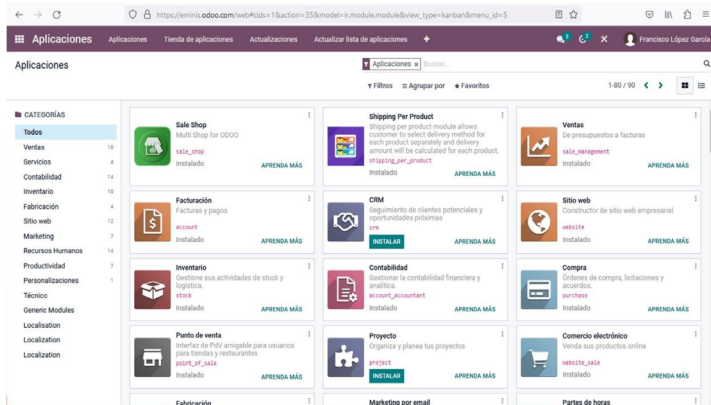 https://eminis.odoo.com/web#cids=1&action=35&model=ir.module.module&view_type=kanban&menu_id=5
Aplicaciones
Aplicaciones
Tienda de aplicaciones
Actualizaciones
Actualizar lista de aplicaciones
+
2
2
Francisco López García
Aplicaciones
Aplicaciones x
Buscar...
Filtros
Agrupar por
Favoritos
1-80 / 90
CATEGORÍAS
Todos
Ventas 10
Servicios 4
Contabilidad 14
Inventario 10
Fabricación 4
Sitio web 12
Marketing 7
Recursos Humanos 14
Productividad 7
Personalizaciones 1
Técnico
Generic Modules
Localisation
Localization
Localization
Sale Shop
Multi Shop for ODOO
sale_shop
Instalado
APRENDA MÁS
Shipping Per Product
Shipping per product module allows
customer to select delivery method for
each product separately and delivery
amount will be calculated for each product.
shipping_per_product
Instalado
APRENDA MÁS
Ventas
De presupuestos a facturas
sale_management
Instalado
APRENDA MÁS
Facturación
Facturas y pagos
account
Instalado
APRENDA MÁS
CRM
Seguimiento de clientes potenciales y
oportunidades próximas
crm
INSTALAR
APRENDA MÁS
Sitio web
Constructor de sitio web empresarial
website
Instalado
APRENDA MÁS
Inventario
Gestione sus actividades de stock y
logística.
stock
Instalado
APRENDA MÁS
Contabilidad
Gestionar la contabilidad financiera y
analítica.
account_accountant
Instalado
APRENDA MÁS
Compra
Órdenes de compra, licitaciones y
acuerdos.
purchase
Instalado
APRENDA MÁS
Punto de venta
Interfaz de PdV amigable para usuarios
para tiendas y restaurantes
point_of_sale
Instalado
APRENDA MÁS
Proyecto
Organiza y planea tus proyectos
project
INSTALAR
APRENDA MÁS
Comercio electrónico
Venda sus productos online
website_sale
Instalado
APRENDA MÁS
Fabricación
Marketing por email
Partes de horas